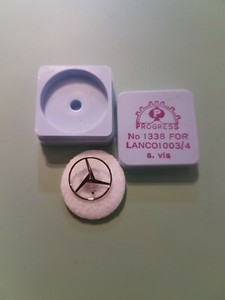 P
PROGRESS
No 1338 FOR
LANCO1003/4
s. vis